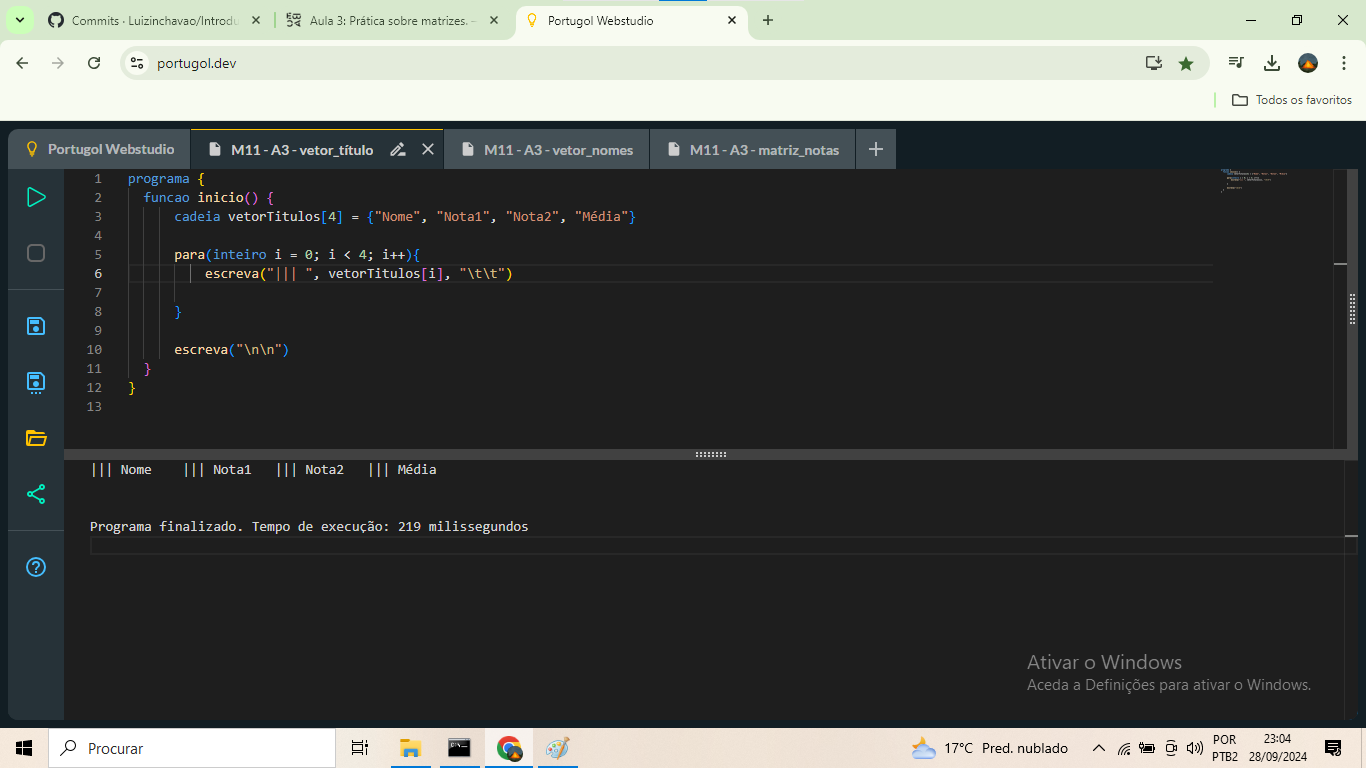 Commits · Luizinchavao/Introdu
Aula 3: Prática sobre matrizes. –
Portugol Webstudio
portugol.dev
Todos os favoritos
Portugol Webstudio
M11 - A3 - vetor_título
M11 - A3 - vetor_nomes
M11 - A3 - matriz_notas
1 programa {
2 funcao inicio() {
3 cadeia vetorTitulos[4] = {"Nome", "Nota1", "Nota2", "Média"}
4
5 para(inteiro i = 0; i < 4; i++){
6 escreva("||| ", vetorTitulos[i], "\t\t")
7
8 }
9
10 escreva("\n\n")
11 }
12 }
13
||| Nome ||| Nota1 ||| Nota2 ||| Média
Programa finalizado. Tempo de execução: 219 milissegundos
Ativar o Windows
Aceda a Definições para ativar o Windows.
Procurar
17°C Pred. nublado
POR
PTB2
23:04
28/09/2024